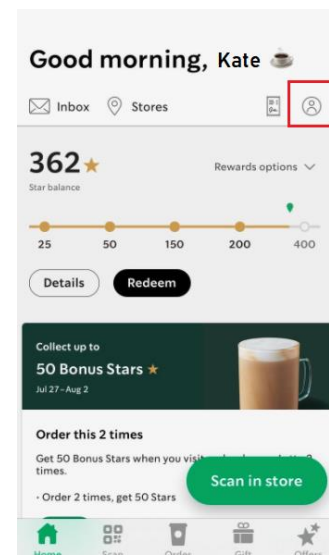 Good morning, Kate
Inbox Stores
362
Rewards options
Star balance
25 50 150 200 400
Details Redeem
Collect up to
50 Bonus Stars
Jul 27-Aug 2
Order this 2 times
Get 50 Bonus Stars when you visit
times.
· Order 2 times, get 50 Stars
Scan in store
Home Scan Order Gift Offers